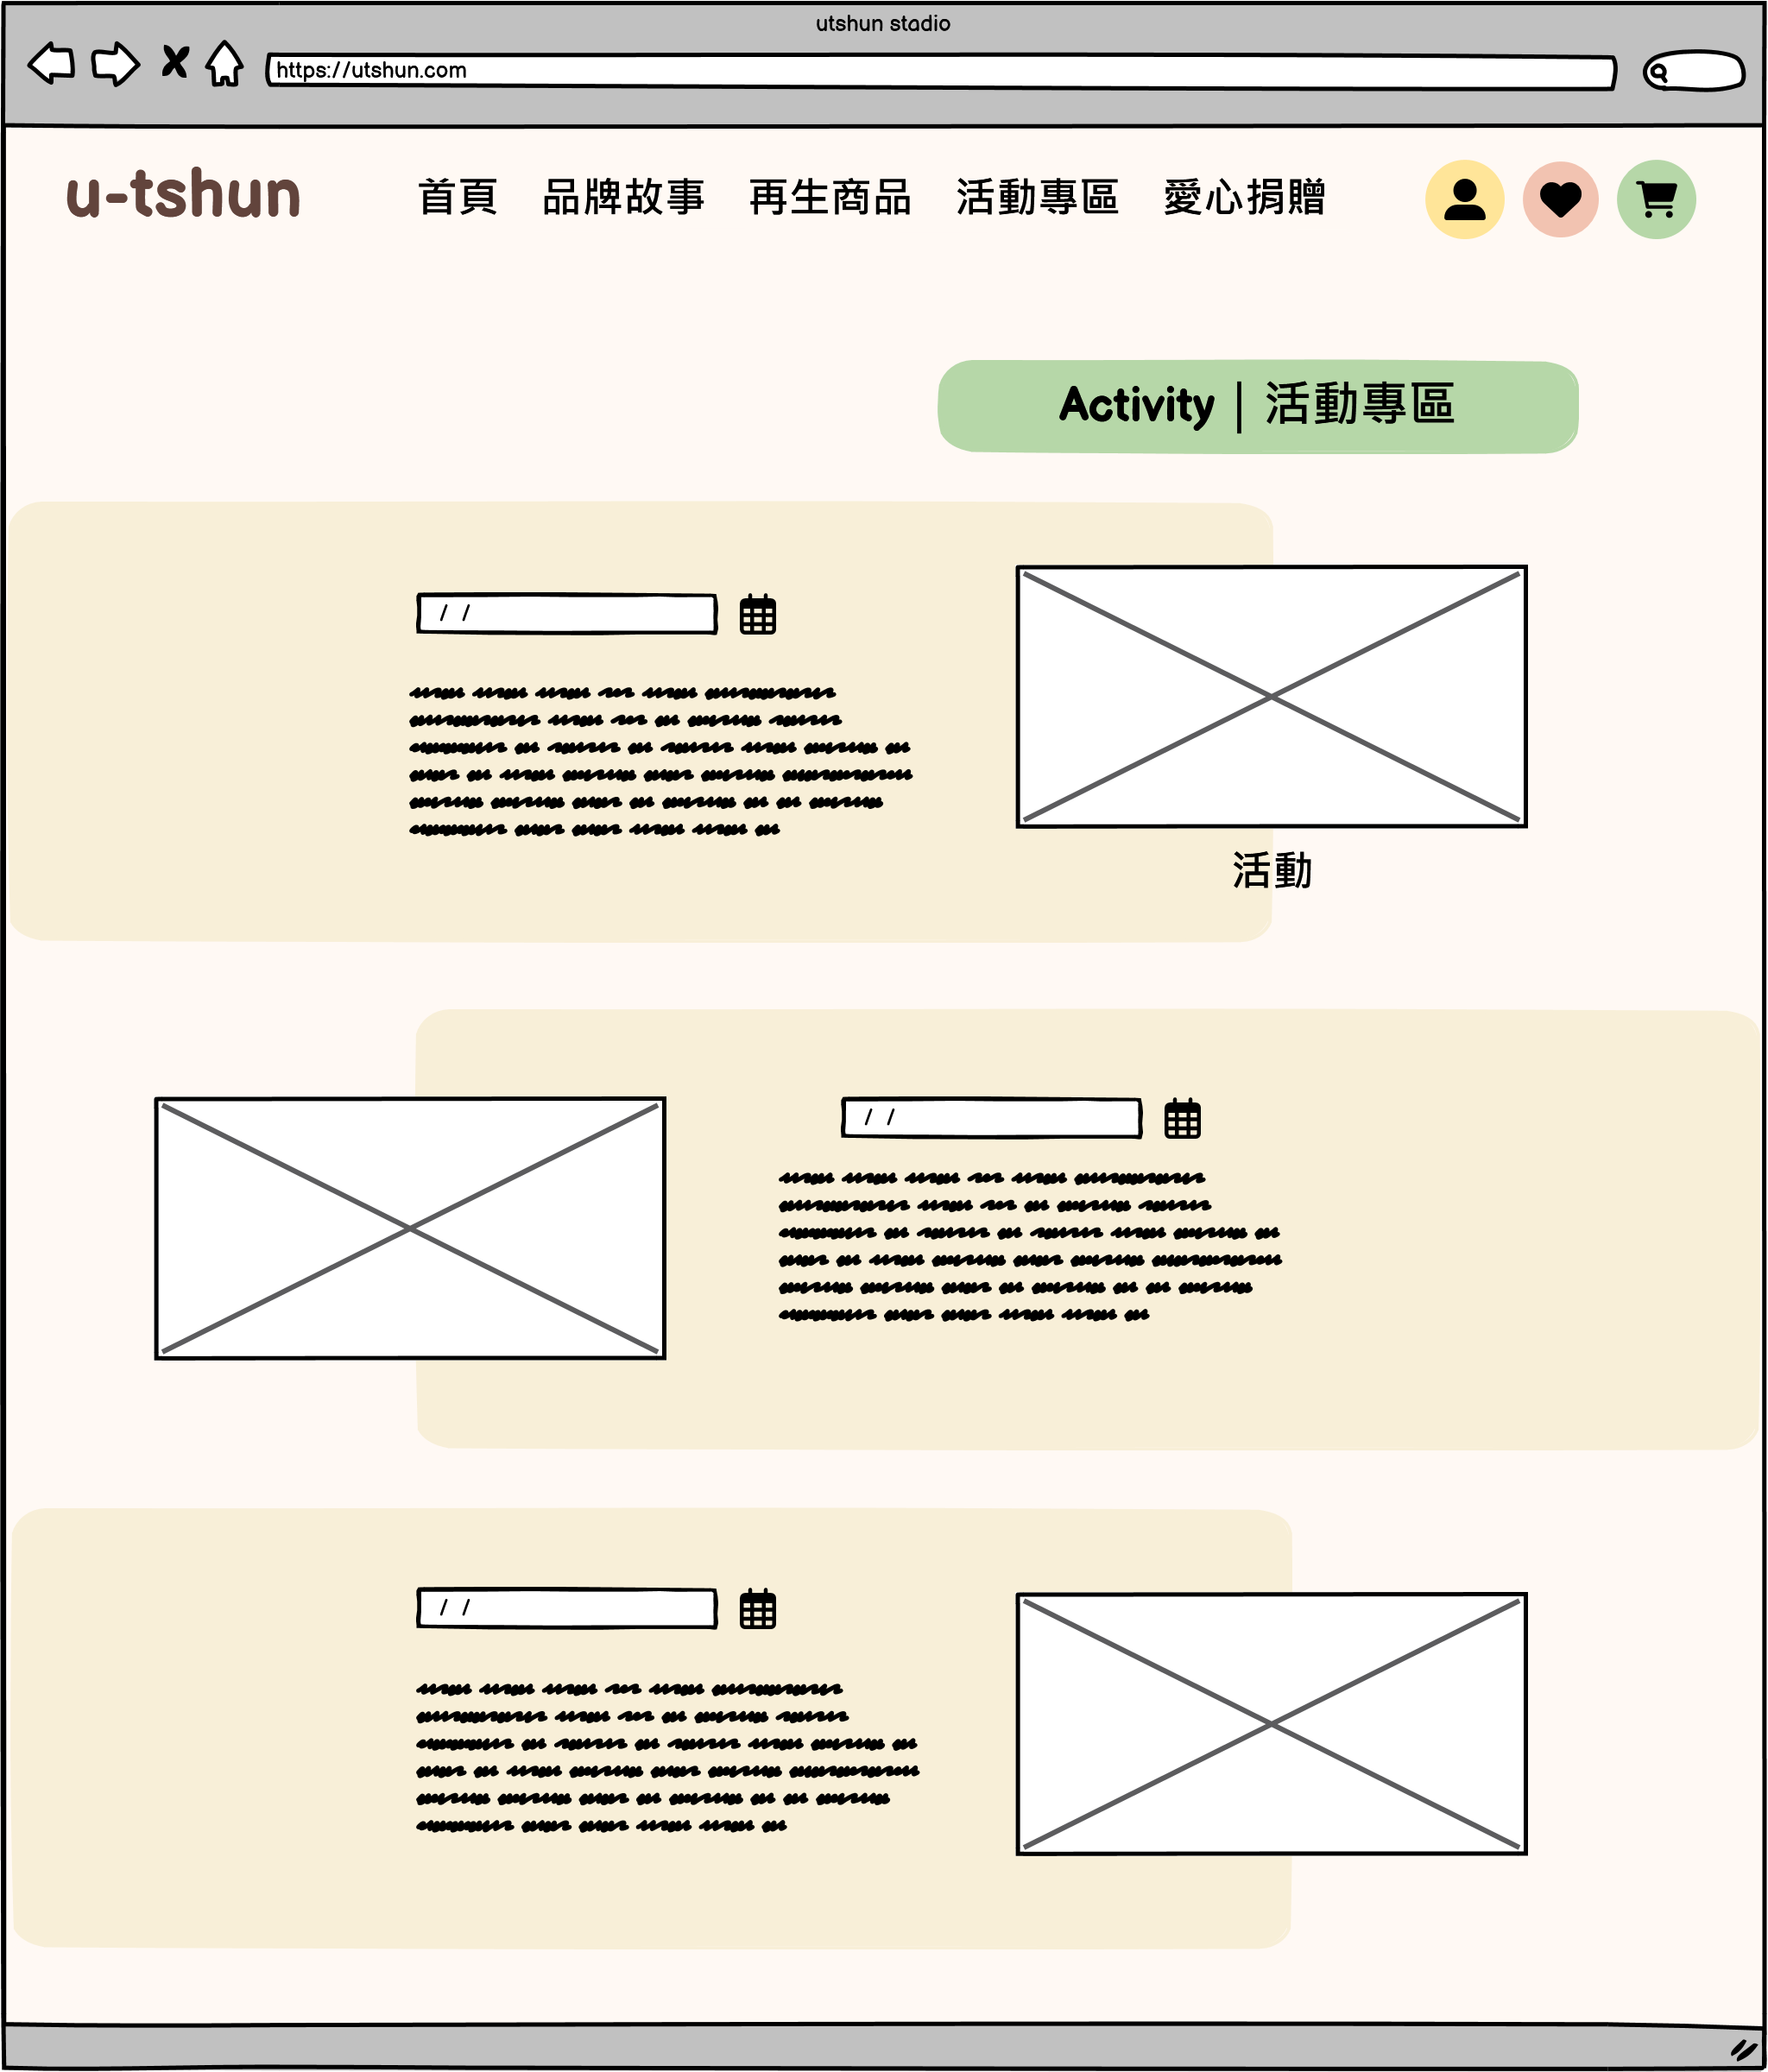 utshun stadio
https://utshun.com
u-tshun
首頁 品牌故事 再生商品 活動專區 愛心捐贈
Activity | 活動專區
/ /
活動
/ /
/ /